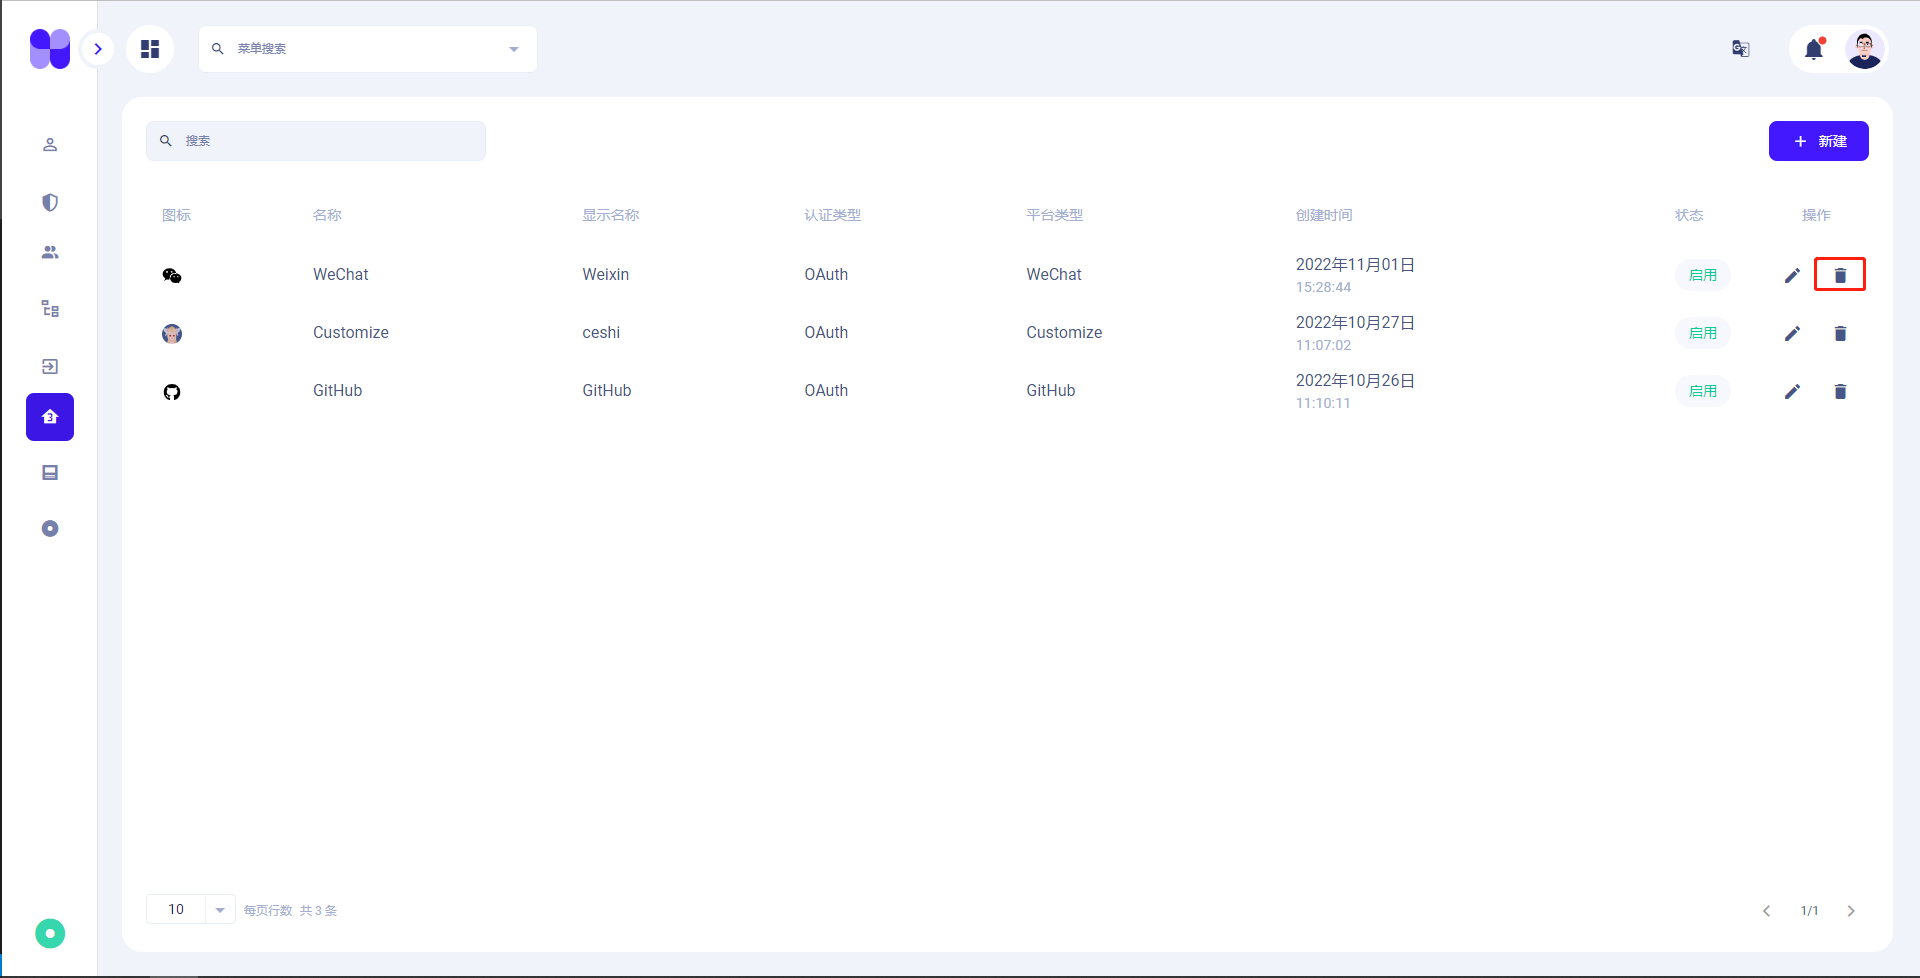 菜单搜索
搜索
新建
图标 名称 显示名称 认证类型 平台类型 创建时间 状态 操作
WeChat Weixin OAuth WeChat 2022年11月01日 启用
15:28:44
Customize ceshi OAuth Customize 2022年10月27日 启用
11:07:02
GitHub GitHub OAuth GitHub 2022年10月26日 启用
11:10:11
3
10 每页行数 共 3 条 1/1